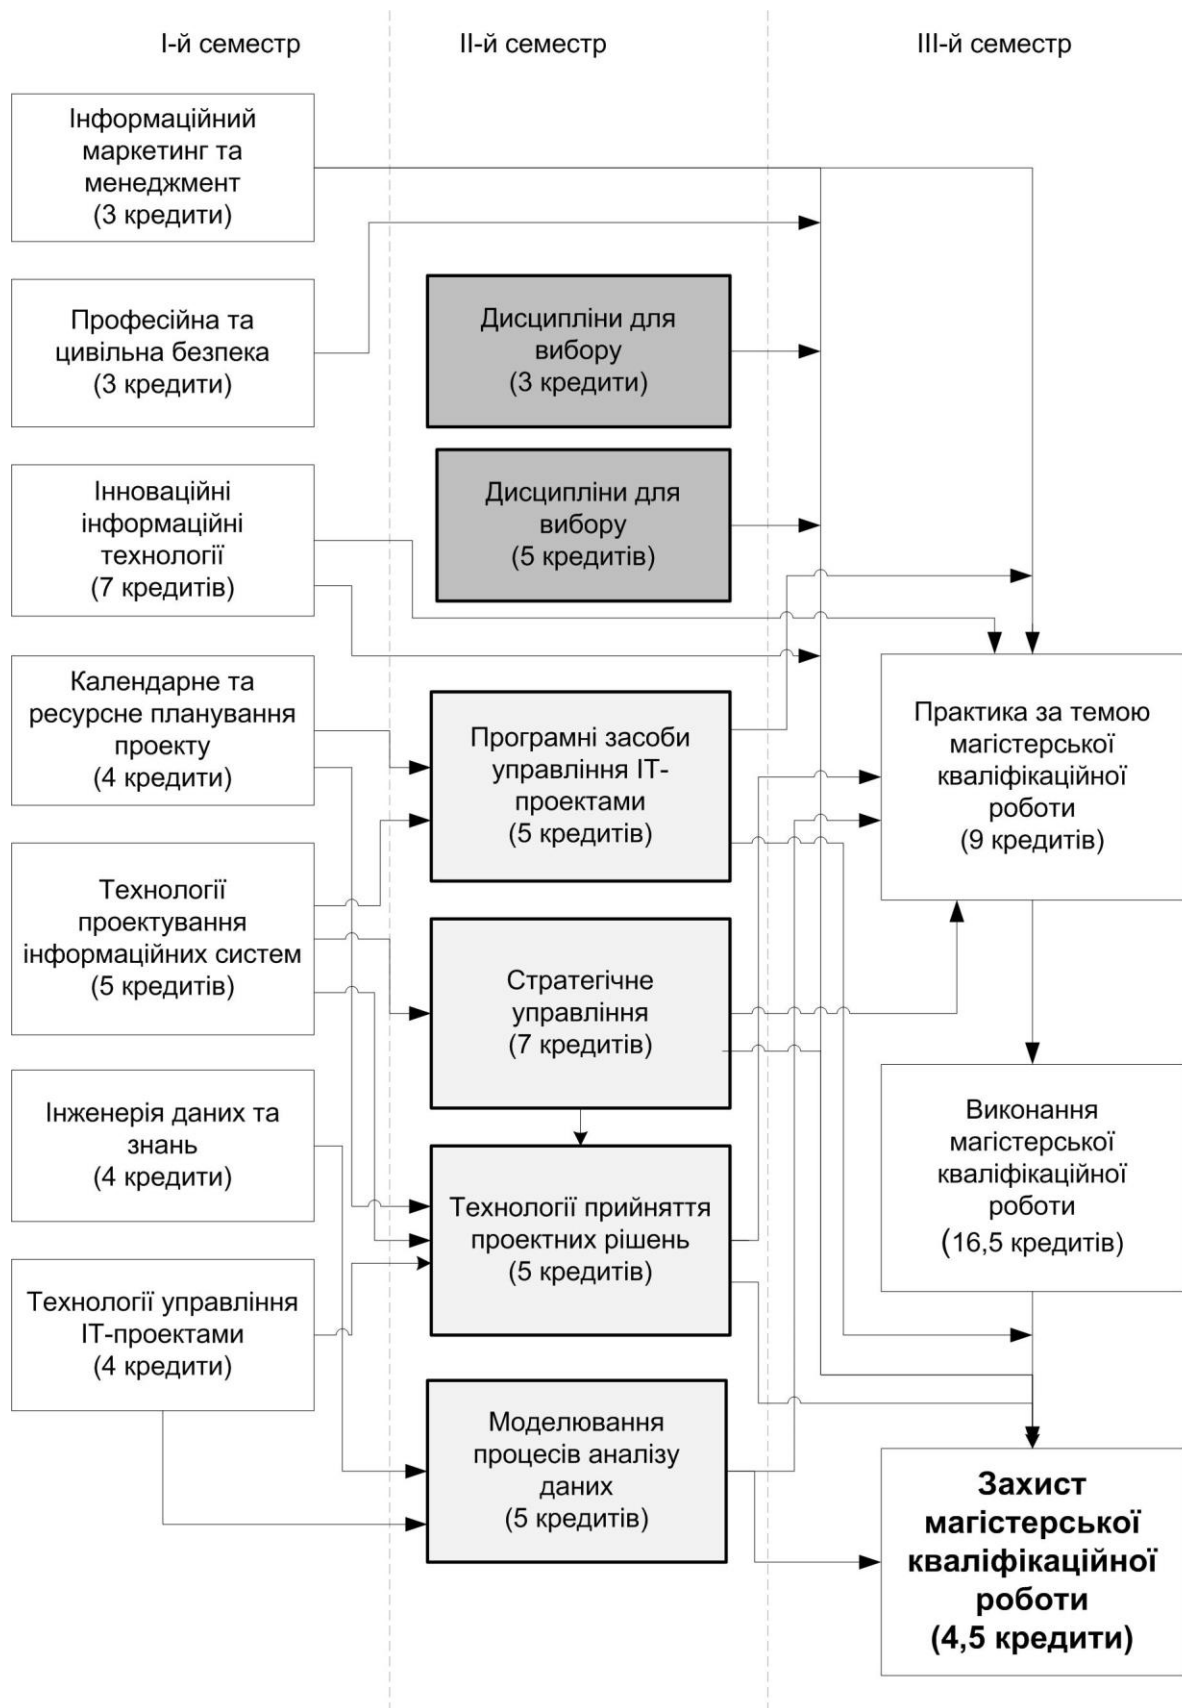 І-й семестр
ІІ-й семестр
ІІІ-й семестр
Інформаційний
маркетинг та
менеджмент
(3 кредити)
Професійна та
цивільна безпека
(3 кредити)
Інноваційні
інформаційні
технології
(7 кредитів)
Календарне та
ресурсне планування
проекту
(4 кредити)
Технології
проектування
інформаційних систем
(5 кредитів)
Інженерія даних та
знань
(4 кредити)
Технології управління
ІТ-проектами
(4 кредити)
Дисципліни для
вибору
(3 кредити)
Дисципліни для
вибору
(5 кредитів)
Програмні засоби
управління ІТ-
проектами
(5 кредитів)
Стратегічне
управління
(7 кредитів)
Технології прийняття
проектних рішень
(5 кредитів)
Моделювання
процесів аналізу
даних
(5 кредитів)
Практика за темою
магістерської
кваліфікаційної
роботи
(9 кредитів)
Виконання
магістерської
кваліфікаційної
роботи
(16,5 кредитів)
Захист
магістерської
кваліфікаційної
роботи
(4,5 кредити)